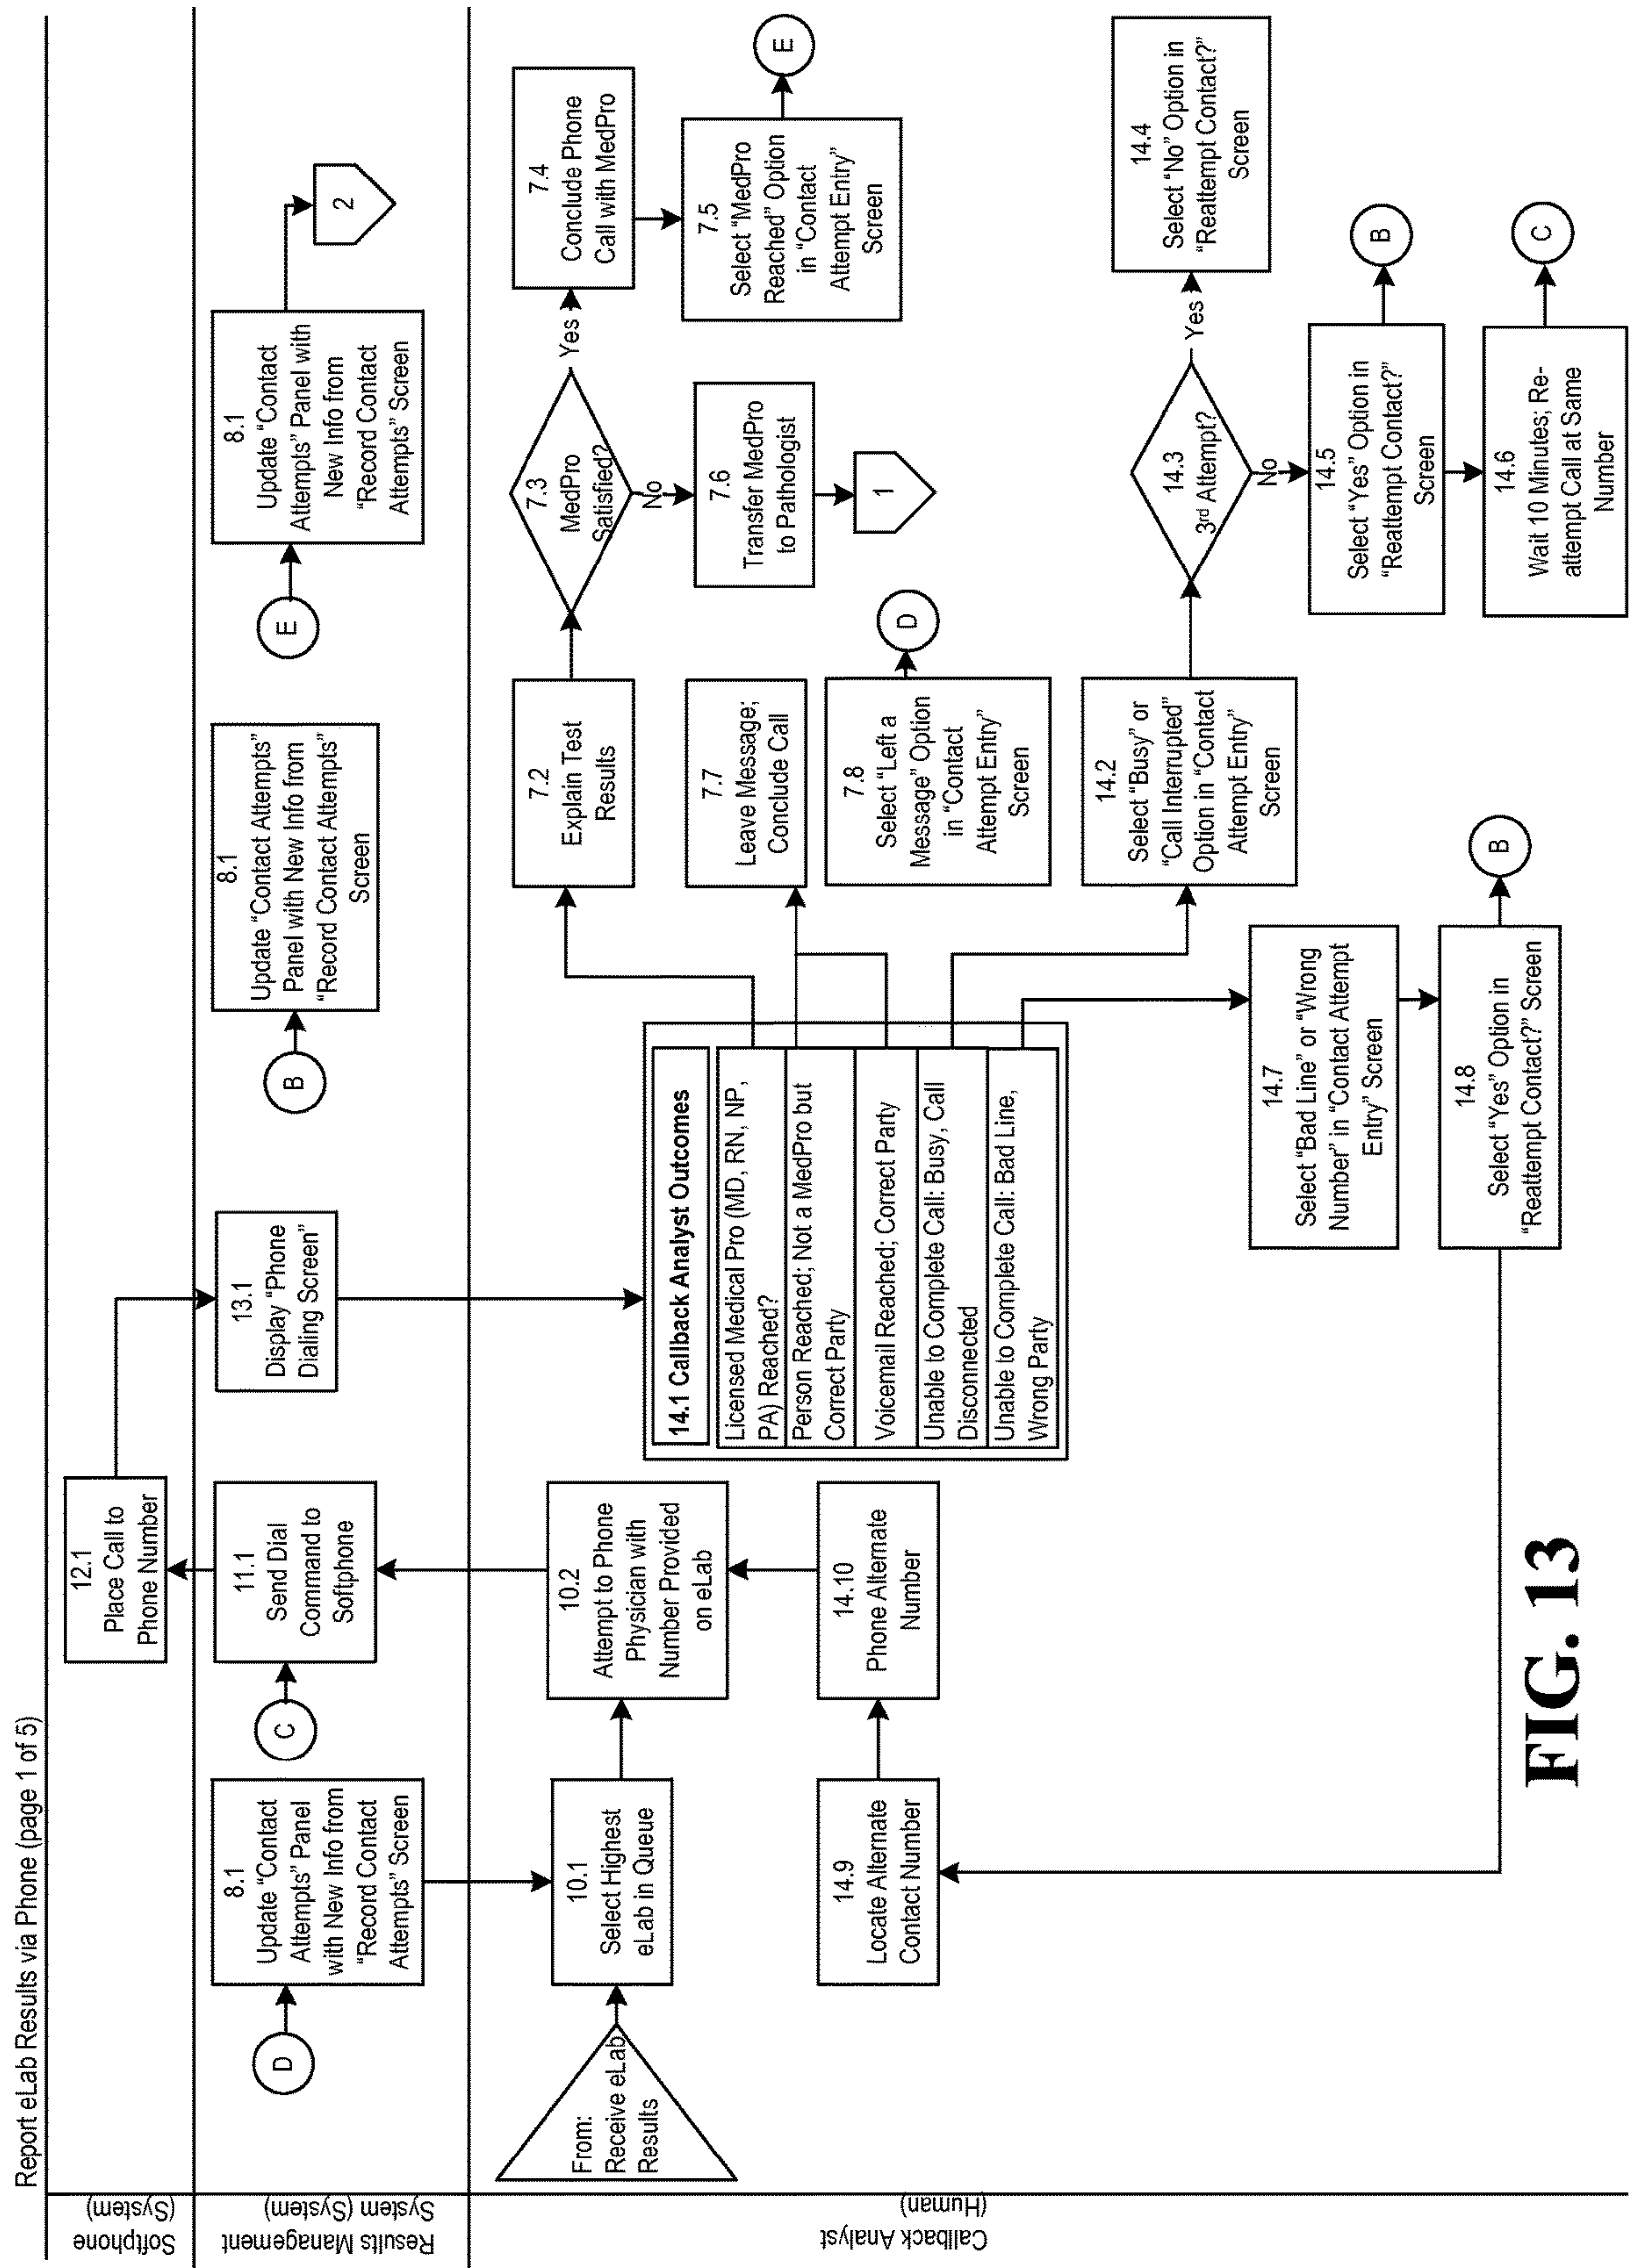 Report eLab Results via Phone (page 1 of 5)
Softphone
(System)
12.1
Place Call to
Phone Number
Results Management
System (System)
D
8.1
Update “Contact
Attempts” Panel
with New Info from
“Record Contact
Attempts” Screen
C
11.1
Send Dial
Command to
Softphone
13.1
Display “Phone
Dialing Screen”
B
8.1
Update “Contact Attempts”
Panel with New Info from
“Record Contact Attempts”
Screen
E
8.1
Update “Contact
Attempts” Panel with
New Info from
“Record Contact
Attempts” Screen
2
Callback Analyst
(Human)
From:
Receive eLab
Results
10.1
Select Highest
eLab in Queue
10.2
Attempt to Phone
Physician with
Number Provided
on eLab
14.9
Locate Alternate
Contact Number
14.10
Phone Alternate
Number
14.1 Callback Analyst Outcomes
Licensed Medical Pro (MD, RN, NP,
PA) Reached?
Person Reached; Not a MedPro but
Correct Party
Voicemail Reached; Correct Party
Unable to Complete Call: Busy, Call
Disconnected
Unable to Complete Call: Bad Line,
Wrong Party
7.2
Explain Test
Results
7.3
MedPro
Satisfied?
Yes
No
7.4
Conclude Phone
Call with MedPro
7.5
Select “MedPro
Reached” Option
in “Contact
Attempt Entry”
Screen
E
7.6
Transfer MedPro
to Pathologist
1
7.7
Leave Message;
Conclude Call
7.8
Select “Left a
Message” Option
in “Contact
Attempt Entry”
Screen
D
14.2
Select “Busy” or
“Call Interrupted”
Option in “Contact
Attempt Entry”
Screen
14.3
3rd Attempt?
Yes
No
14.4
Select “No” Option in
“Reattempt Contact?”
Screen
14.5
Select “Yes” Option in
“Reattempt Contact?”
Screen
B
14.6
Wait 10 Minutes; Re-
attempt Call at Same
Number
C
14.7
Select “Bad Line” or “Wrong
Number” in “Contact Attempt
Entry” Screen
14.8
Select “Yes” Option in
“Reattempt Contact?” Screen
B
FIG. 13